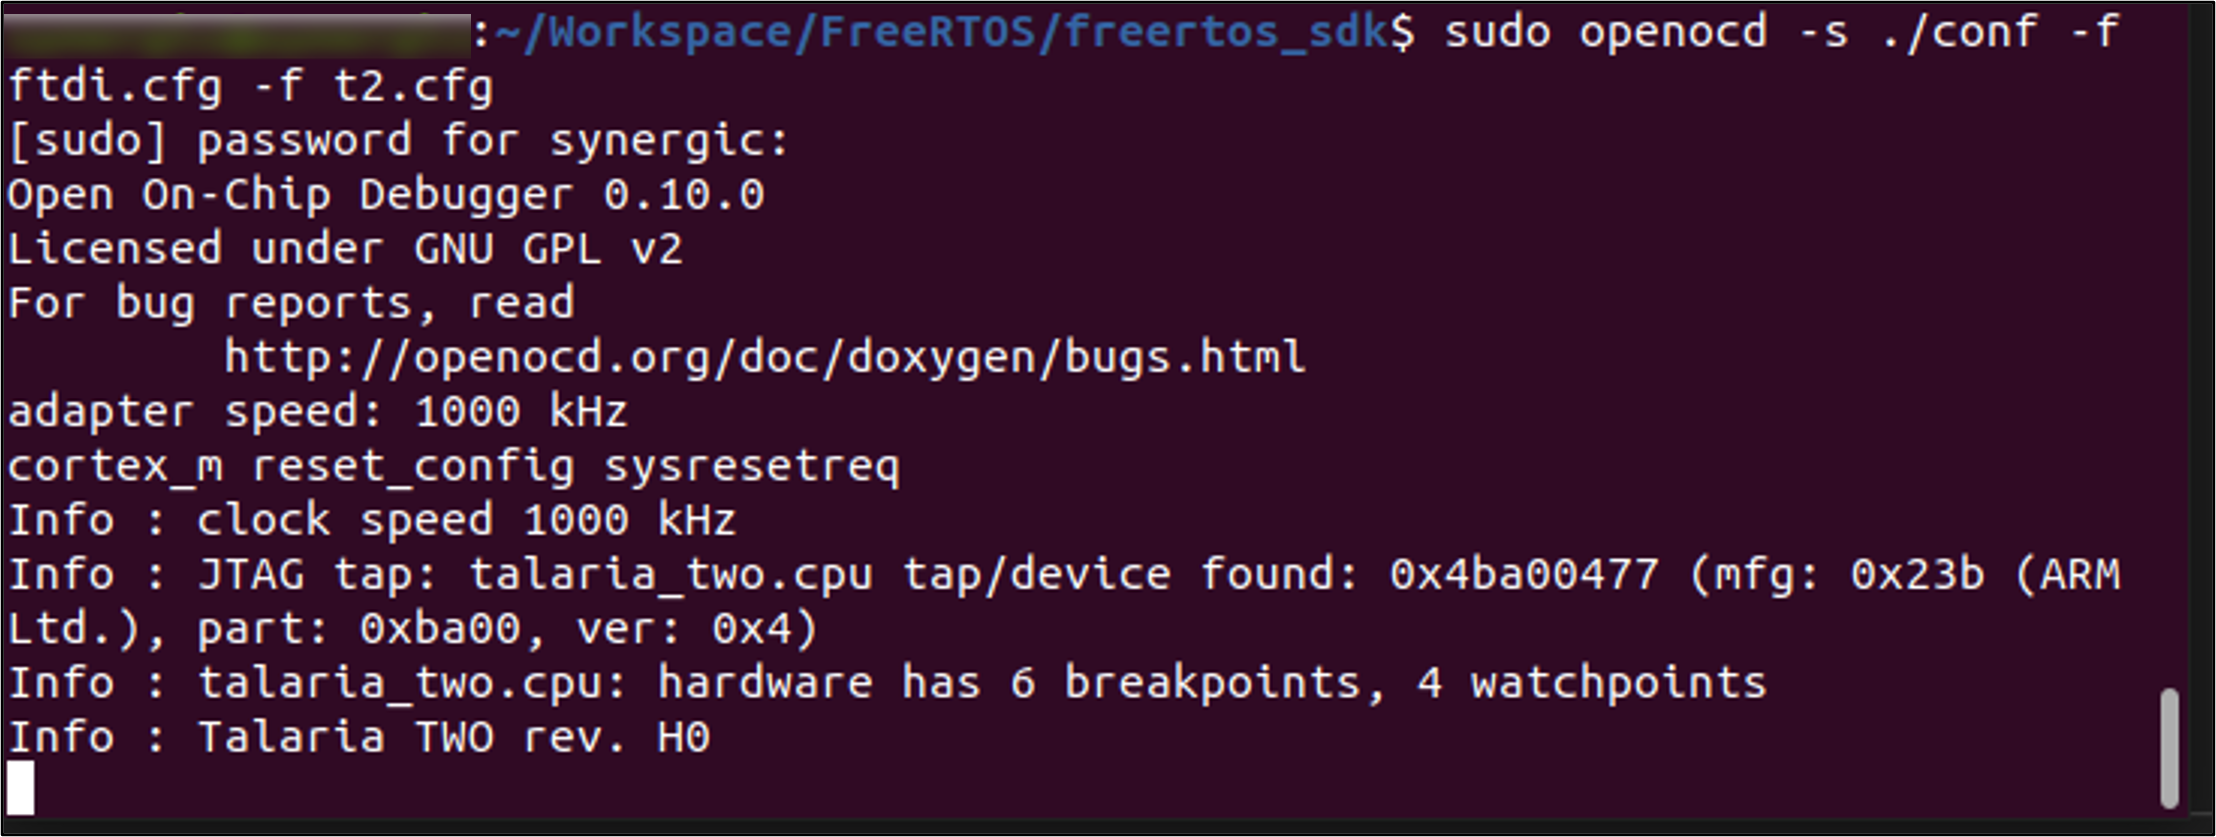 :~/Workspace/FreeRTOS/freertos_sdk$ sudo openocd -s ./conf -f
ftdi.cfg -f t2.cfg
[sudo] password for synergic:
Open On-Chip Debugger 0.10.0
Licensed under GNU GPL v2
For bug reports, read
        http://openocd.org/doc/doxygen/bugs.html
adapter speed: 1000 kHz
cortex_m reset_config sysresetreq
Info : clock speed 1000 kHz
Info : JTAG tap: talaria_two.cpu tap/device found: 0x4ba00477 (mfg: 0x23b (ARM
Ltd.), part: 0xba00, ver: 0x4)
Info : talaria_two.cpu: hardware has 6 breakpoints, 4 watchpoints
Info : Talaria TWO rev. H0